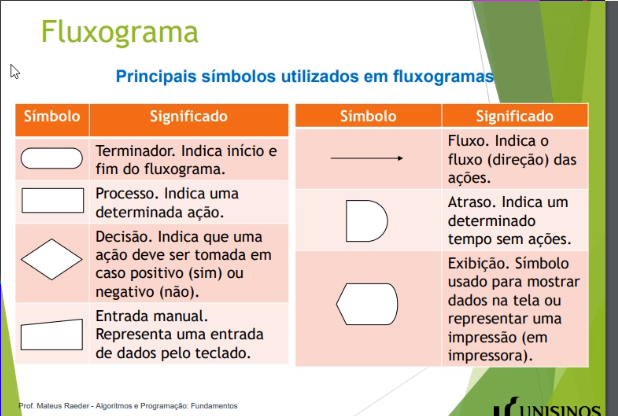 Fluxograma
Principais símbolos utilizados em fluxogramas
Símbolo Significado
Terminador. Indica início e
fim do fluxograma.
Processo. Indica uma
determinada ação.
Decisão. Indica que uma
ação deve ser tomada em
caso positivo (sim) ou
negativo (não).
Entrada manual.
Representa uma entrada
de dados pelo teclado.
Símbolo Significado
Fluxo. Indica o
fluxo (direção) das
ações.
Atraso. Indica um
determinado
tempo sem ações.
Exibição. Símbolo
usado para mostrar
dados na tela ou
representar uma
impressão (em
impressora).
Prof. Mateus Raeder - Algoritmos e Programação: Fundamentos
UNISINOS